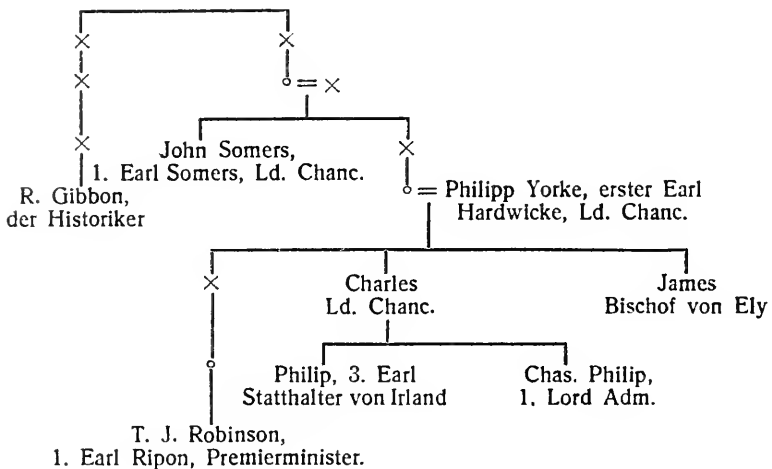 John Somers,
1. Earl Somers, Ld. Chanc.
R. Gibbon,
der Historiker
Philipp Yorke, erster Earl
Hardwicke, Ld. Chanc.
Charles
Ld. Chanc.
James
Bischof von Ely
Philip, 3. Earl
Statthalter von Irland
Chas. Philip,
1. Lord Adm.
T. J. Robinson,
1. Earl Ripon, Premierminister.